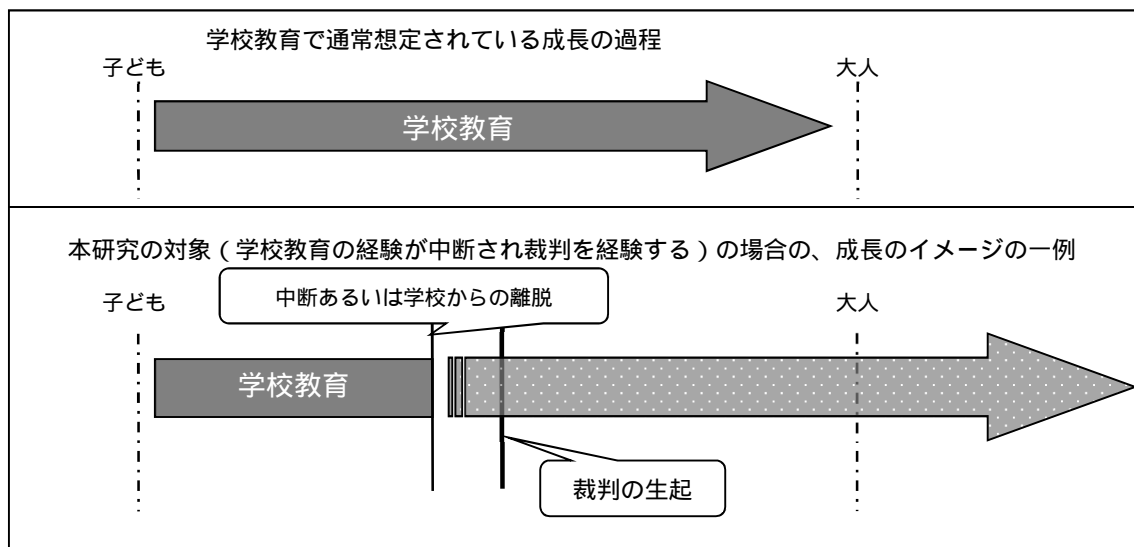 学校教育で通常想定されている成長の過程
子ども
大人
学校教育
本研究の対象(学校教育の経験が中断され裁判を経験する)の場合の、成長のイメージの一例
中断あるいは学校からの離脱
子ども
大人
学校教育
裁判の生起